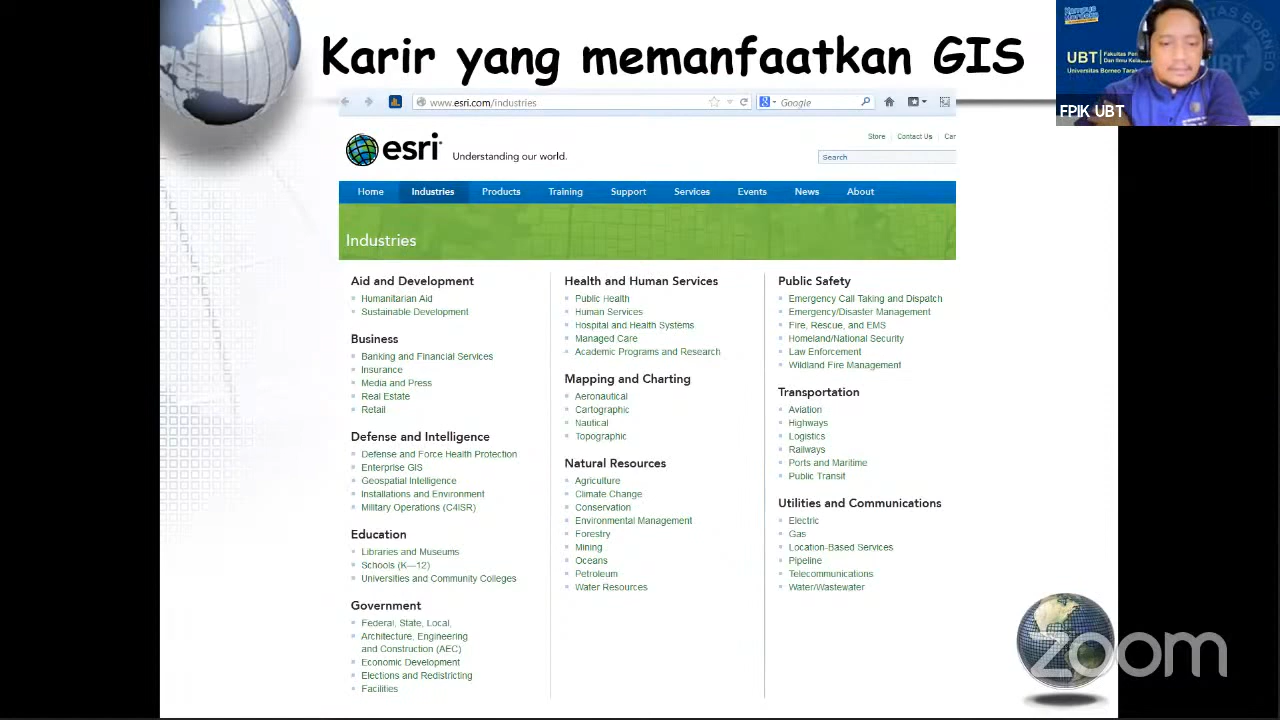 Karir yang memanfaatkan GIS
UBT
Universitas Borneo
FPIK UBT
www.esri.com/industries
Google
esri
Understanding our world.
Store
Contact Us
Search
Home
Industries
Products
Training
Support
Services
Events
News
About
Industries
Aid and Development
Humanitarian Aid
Sustainable Development
Business
Banking and Financial Services
Insurance
Media and Press
Real Estate
Retail
Defense and Intelligence
Defense and Force Health Protection
Enterprise GIS
Geospatial Intelligence
Installations and Environment
Military Operations (C4ISR)
Education
Libraries and Museums
Schools (K—12)
Universities and Community Colleges
Government
Federal, State, Local,
Architecture, Engineering
and Construction (AEC)
Economic Development
Elections and Redistricting
Facilities
Health and Human Services
Public Health
Human Services
Hospital and Health Systems
Managed Care
Academic Programs and Research
Mapping and Charting
Aeronautical
Cartographic
Nautical
Topographic
Natural Resources
Agriculture
Climate Change
Conservation
Environmental Management
Forestry
Mining
Oceans
Petroleum
Water Resources
Public Safety
Emergency Call Taking and Dispatch
Emergency/Disaster Management
Fire, Rescue, and EMS
Homeland/National Security
Law Enforcement
Wildland Fire Management
Transportation
Aviation
Highways
Logistics
Railways
Ports and Maritime
Public Transit
Utilities and Communications
Electric
Gas
Location-Based Services
Pipeline
Telecommunications
Water/Wastewater
zoom